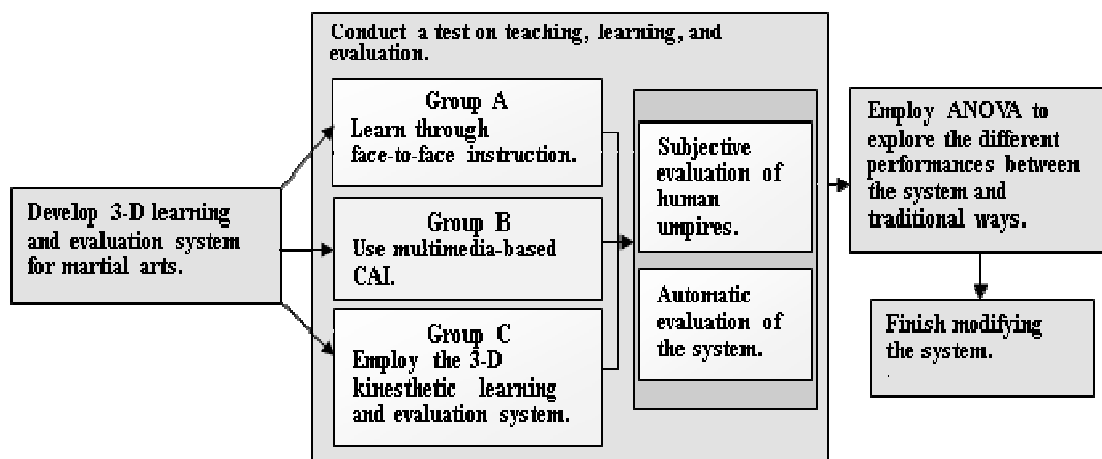 Conduct a test on teaching, learning, and
evaluation.
Group A
Learn through
face-to-face instruction.
Group B
Use multimedia-based
CAI.
Group C
Employ the 3-D
kinesthetic learning
and evaluation system.
Develop 3-D learning
and evaluation system
for martial arts.
Subjective
evaluation of
human
umpires.
Automatic
evaluation of
the system.
Employ ANOVA to
explore the different
performances between
the system and
traditional ways.
Finish modifying
the system.